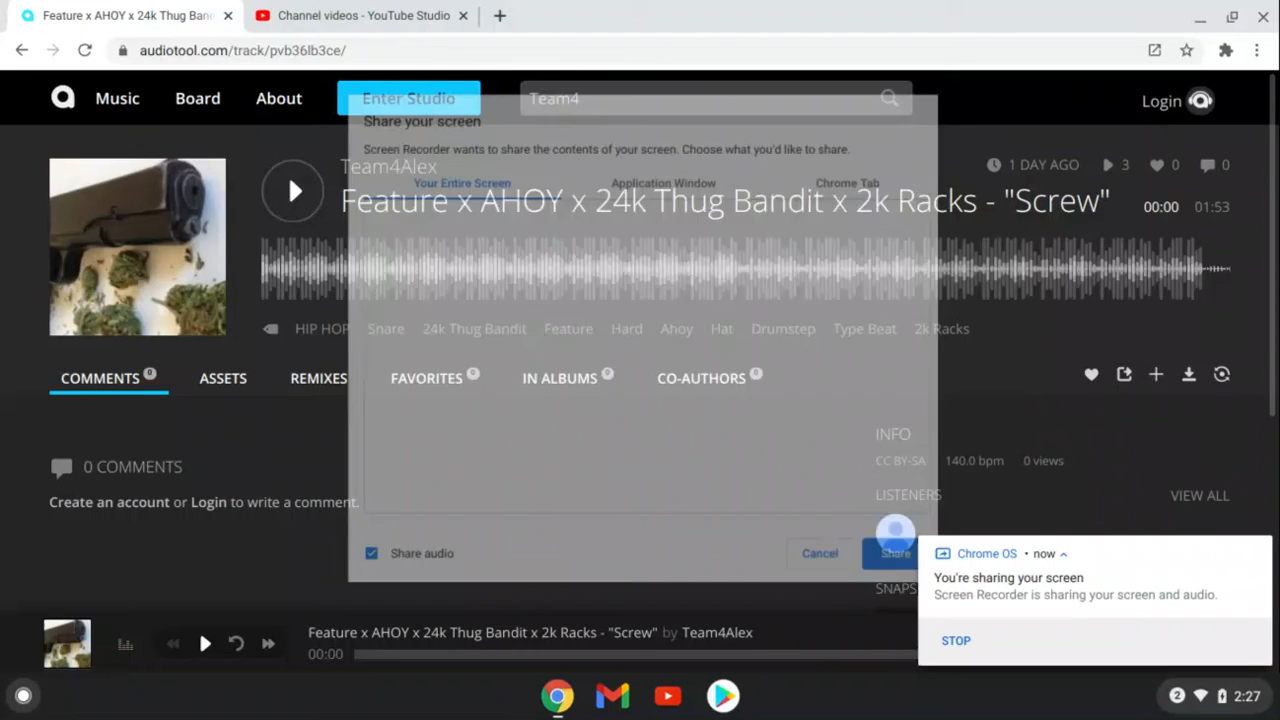 Feature x AHOY x 24k Thug Band
Channel videos - YouTube Studio
audiotool.com/track/pvb36lb3ce/
Music
Board
About
Enter Studio
Team4
Login
Share your screen
Screen Recorder wants to share the contents of your screen. Choose what you'd like to share.
Your Entire Screen
Application Window
Chrome Tab
Team4Alex
1 DAY AGO
3
0
0
Feature x AHOY x 24k Thug Bandit x 2k Racks - "Screw"
00:00
01:53
HIP HOP
Snare
24k Thug Bandit
Feature
Hard
Ahoy
Hat
Drumstep
Type Beat
2k Racks
COMMENTS 0
ASSETS
REMIXES
FAVORITES 0
IN ALBUMS 0
CO-AUTHORS 0
0 COMMENTS
Create an account or Login to write a comment.
INFO
CC BY-SA
140.0 bpm
0 views
LISTENERS
VIEW ALL
Share audio
Cancel
Share
SNAPS
Chrome OS • now
You're sharing your screen
Screen Recorder is sharing your screen and audio.
STOP
Feature x AHOY x 24k Thug Bandit x 2k Racks - "Screw" by Team4Alex
00:00
2
2:27